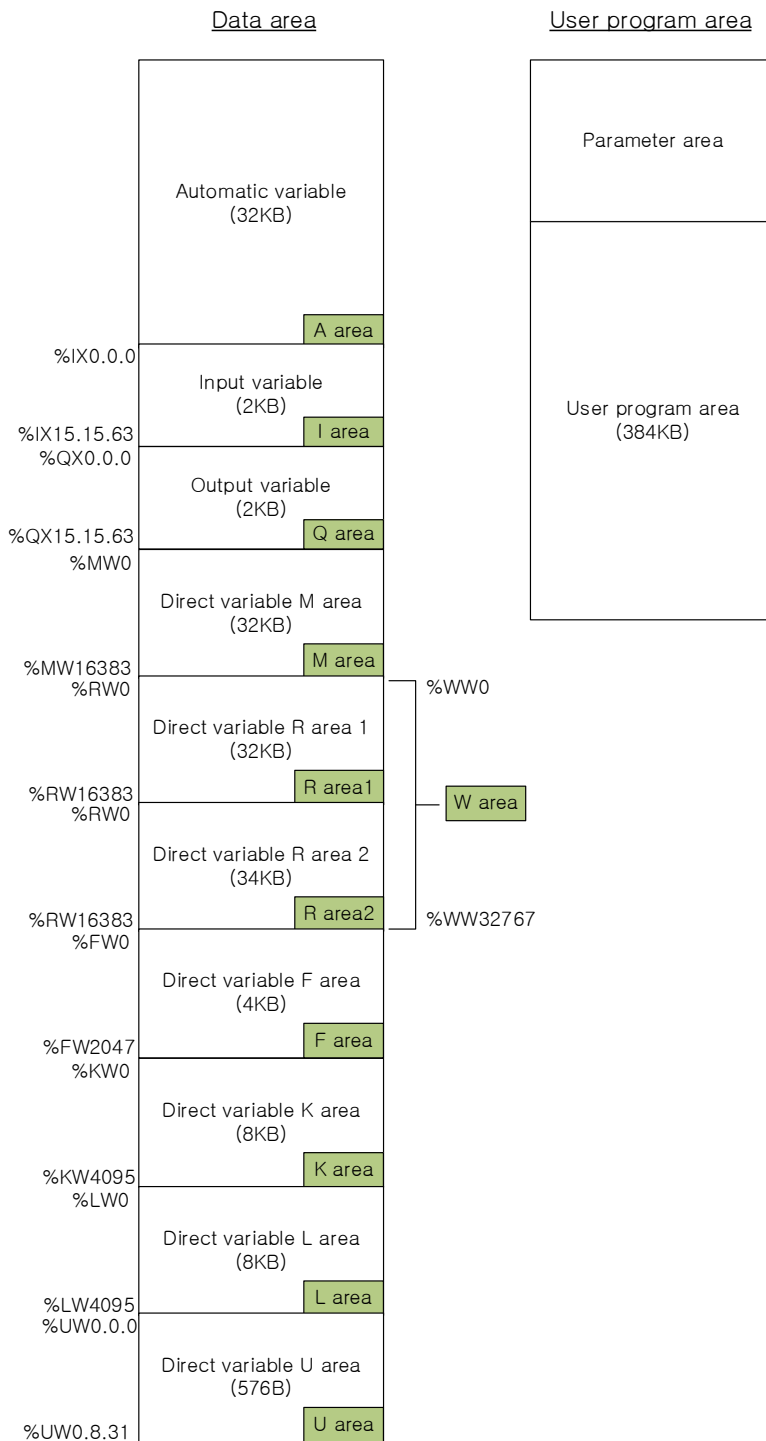 Data area
User program area
Parameter area
Automatic variable
(32KB)
A area
%IX0.0.0
Input variable
(2KB)
User program area
(384KB)
%IX15.15.63
I area
%QX0.0.0
Output variable
(2KB)
%QX15.15.63
Q area
%MW0
Direct variable M area
(32KB)
%MW16383
M area
%RW0
%WW0
Direct variable R area 1
(32KB)
%RW16383
R area1
W area
%RW0
Direct variable R area 2
(34KB)
%RW16383
R area2
%WW32767
%FW0
Direct variable F area
(4KB)
%FW2047
F area
%KW0
Direct variable K area
(8KB)
%KW4095
K area
%LW0
Direct variable L area
(8KB)
%LW4095
L area
%UW0.0.0
Direct variable U area
(576B)
%UW0.8.31
U area